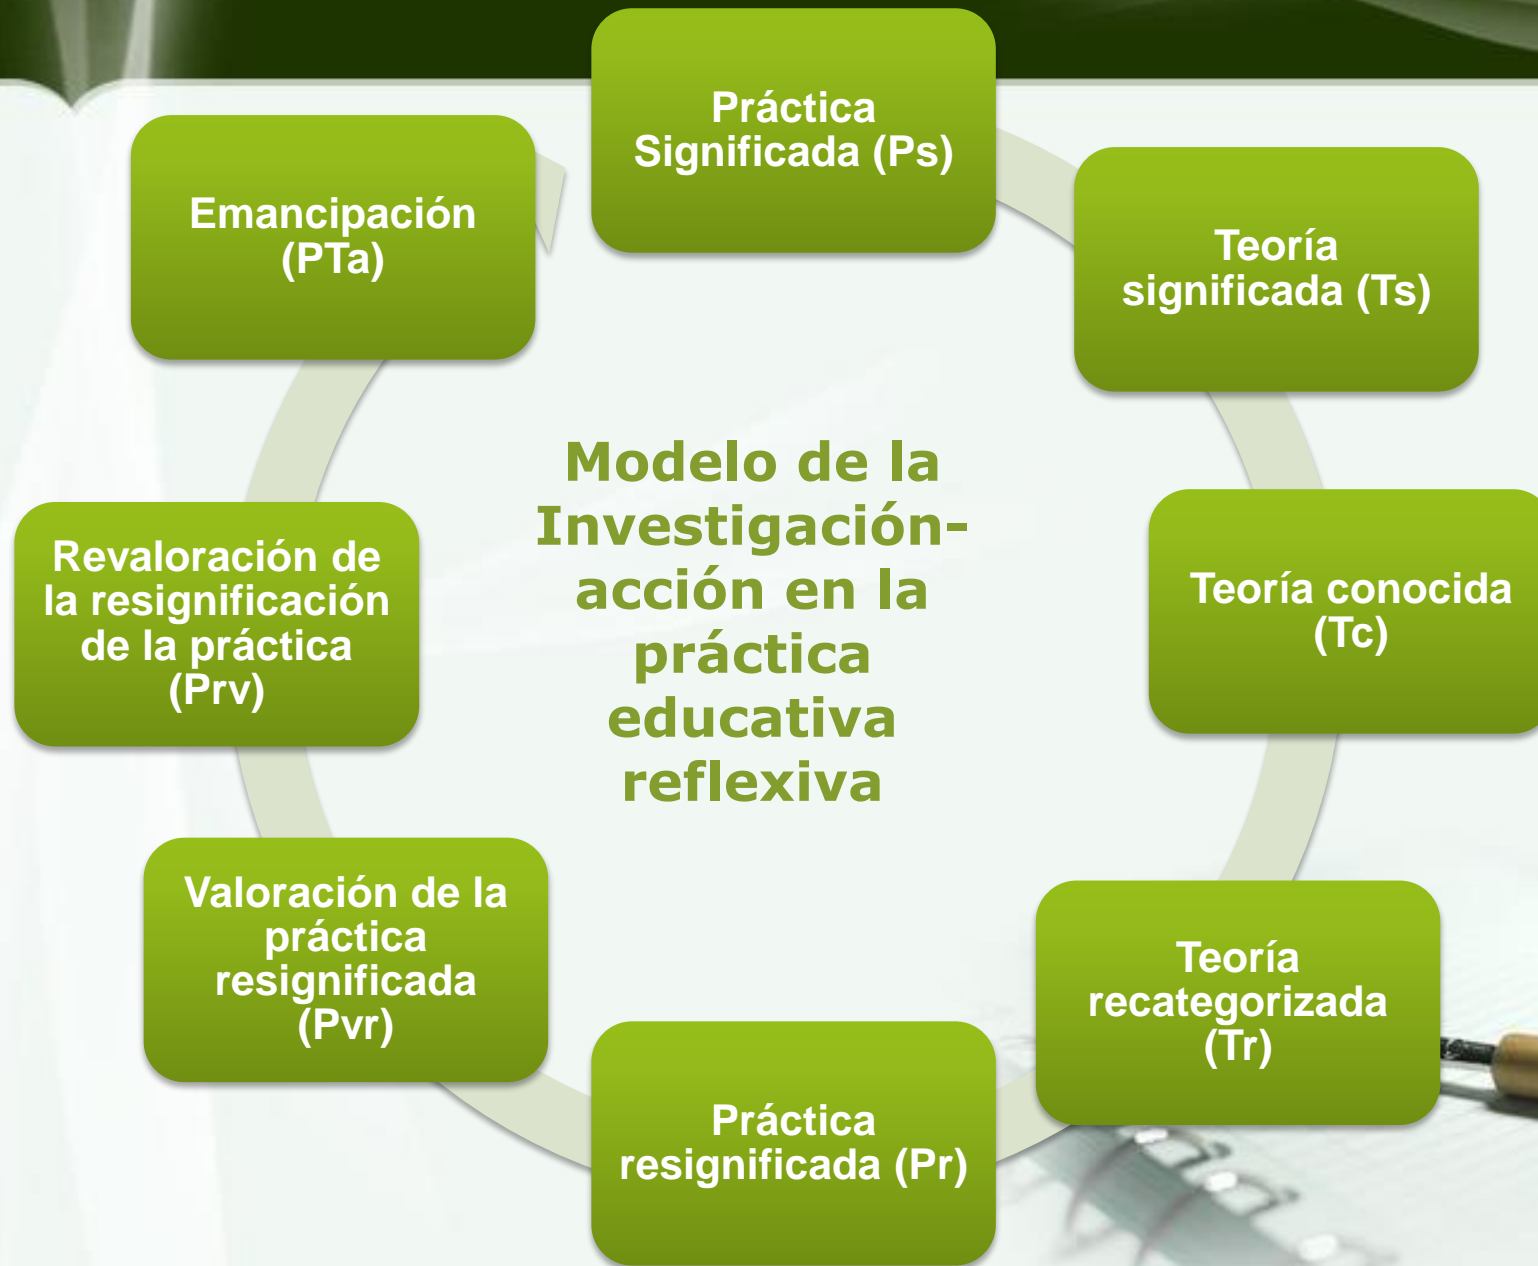 Práctica
Significada (Ps)
Teoría
significada (Ts)
Teoría conocida
(Tc)
Teoría
recategorizada
(Tr)
Práctica
resignificada (Pr)
Valoración de la
práctica
resignificada
(Pvr)
Revaloración de
la resignificación
de la práctica
(Prv)
Emancipación
(PTa)
Modelo de la
Investigación-
acción en la
práctica
educativa
reflexiva